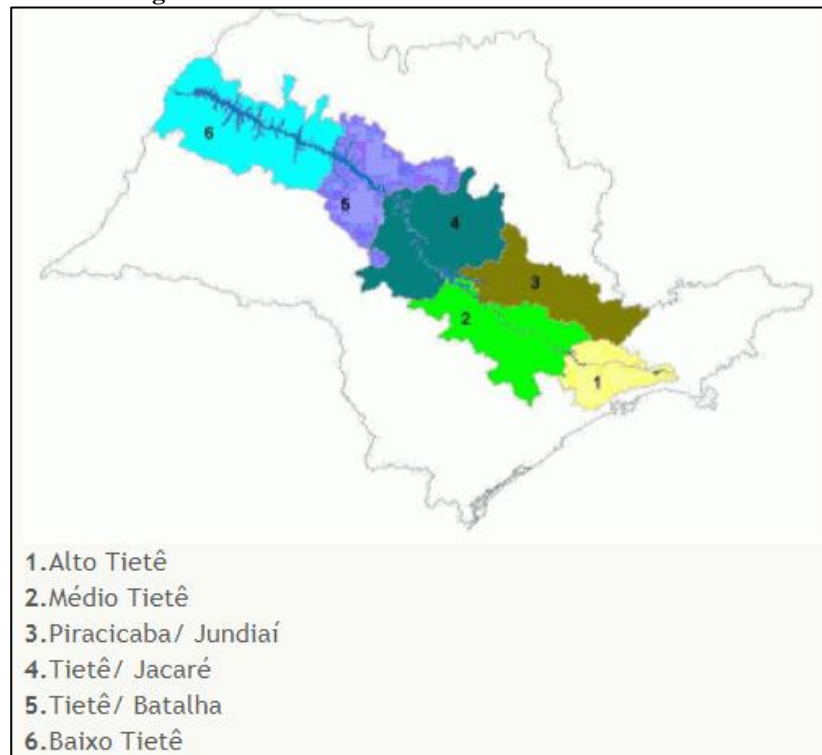 6
5
4
3
2
1
1.Alto Tietê
2.Médio Tietê
3.Piracicaba/ Jundiaí
4.Tietê/ Jacaré
5.Tietê/ Batalha
6.Baixo Tietê